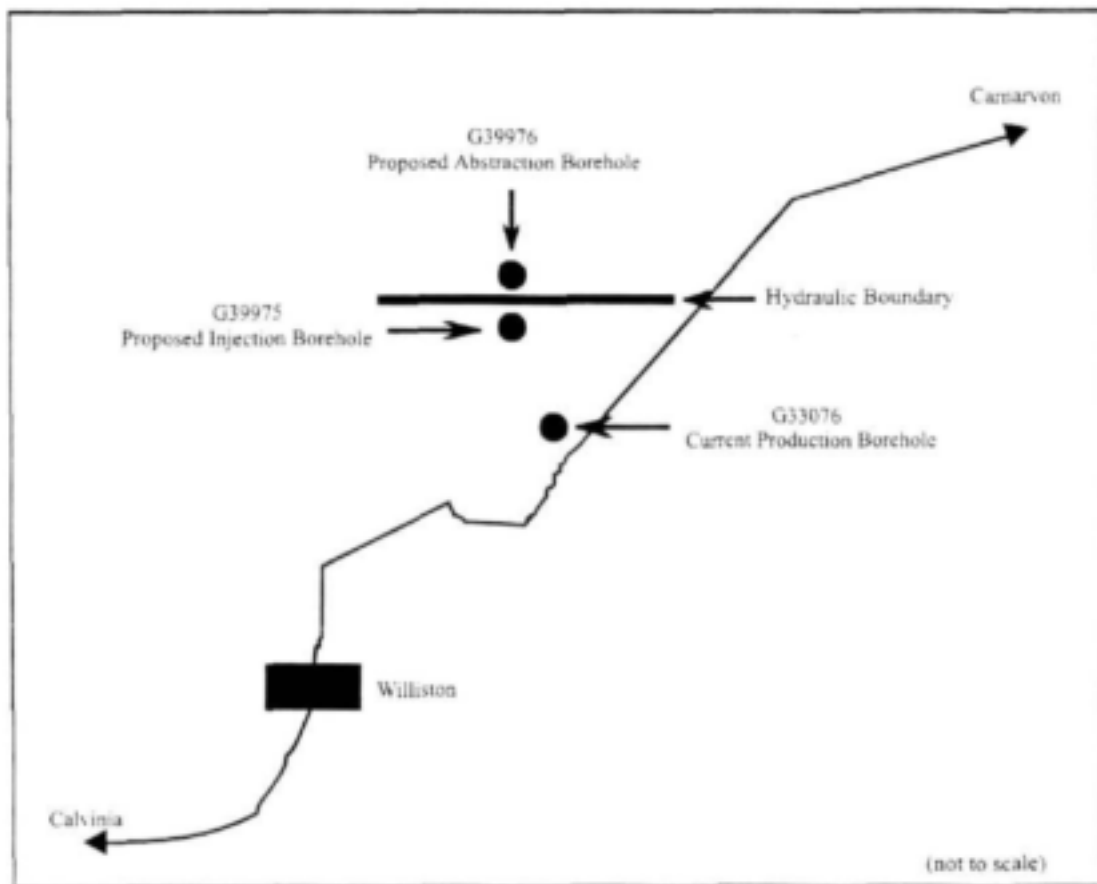 Carnarvon
G39976
Proposed Abstraction Borehole
Hydraulic Boundary
G39975
Proposed Injection Borehole
G33076
Current Production Borehole
Williston
Calvinia
(not to scale)